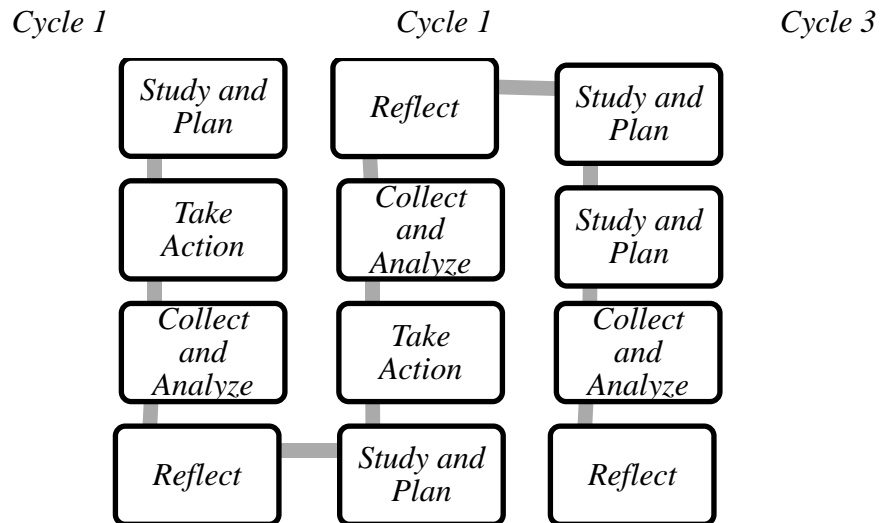 Cycle 1
Cycle 1
Cycle 3
Study and
Plan
Take
Action
Collect
and
Analyze
Reflect
Reflect
Collect
and
Analyze
Take
Action
Study and
Plan
Study and
Plan
Study and
Plan
Collect
and
Analyze
Reflect